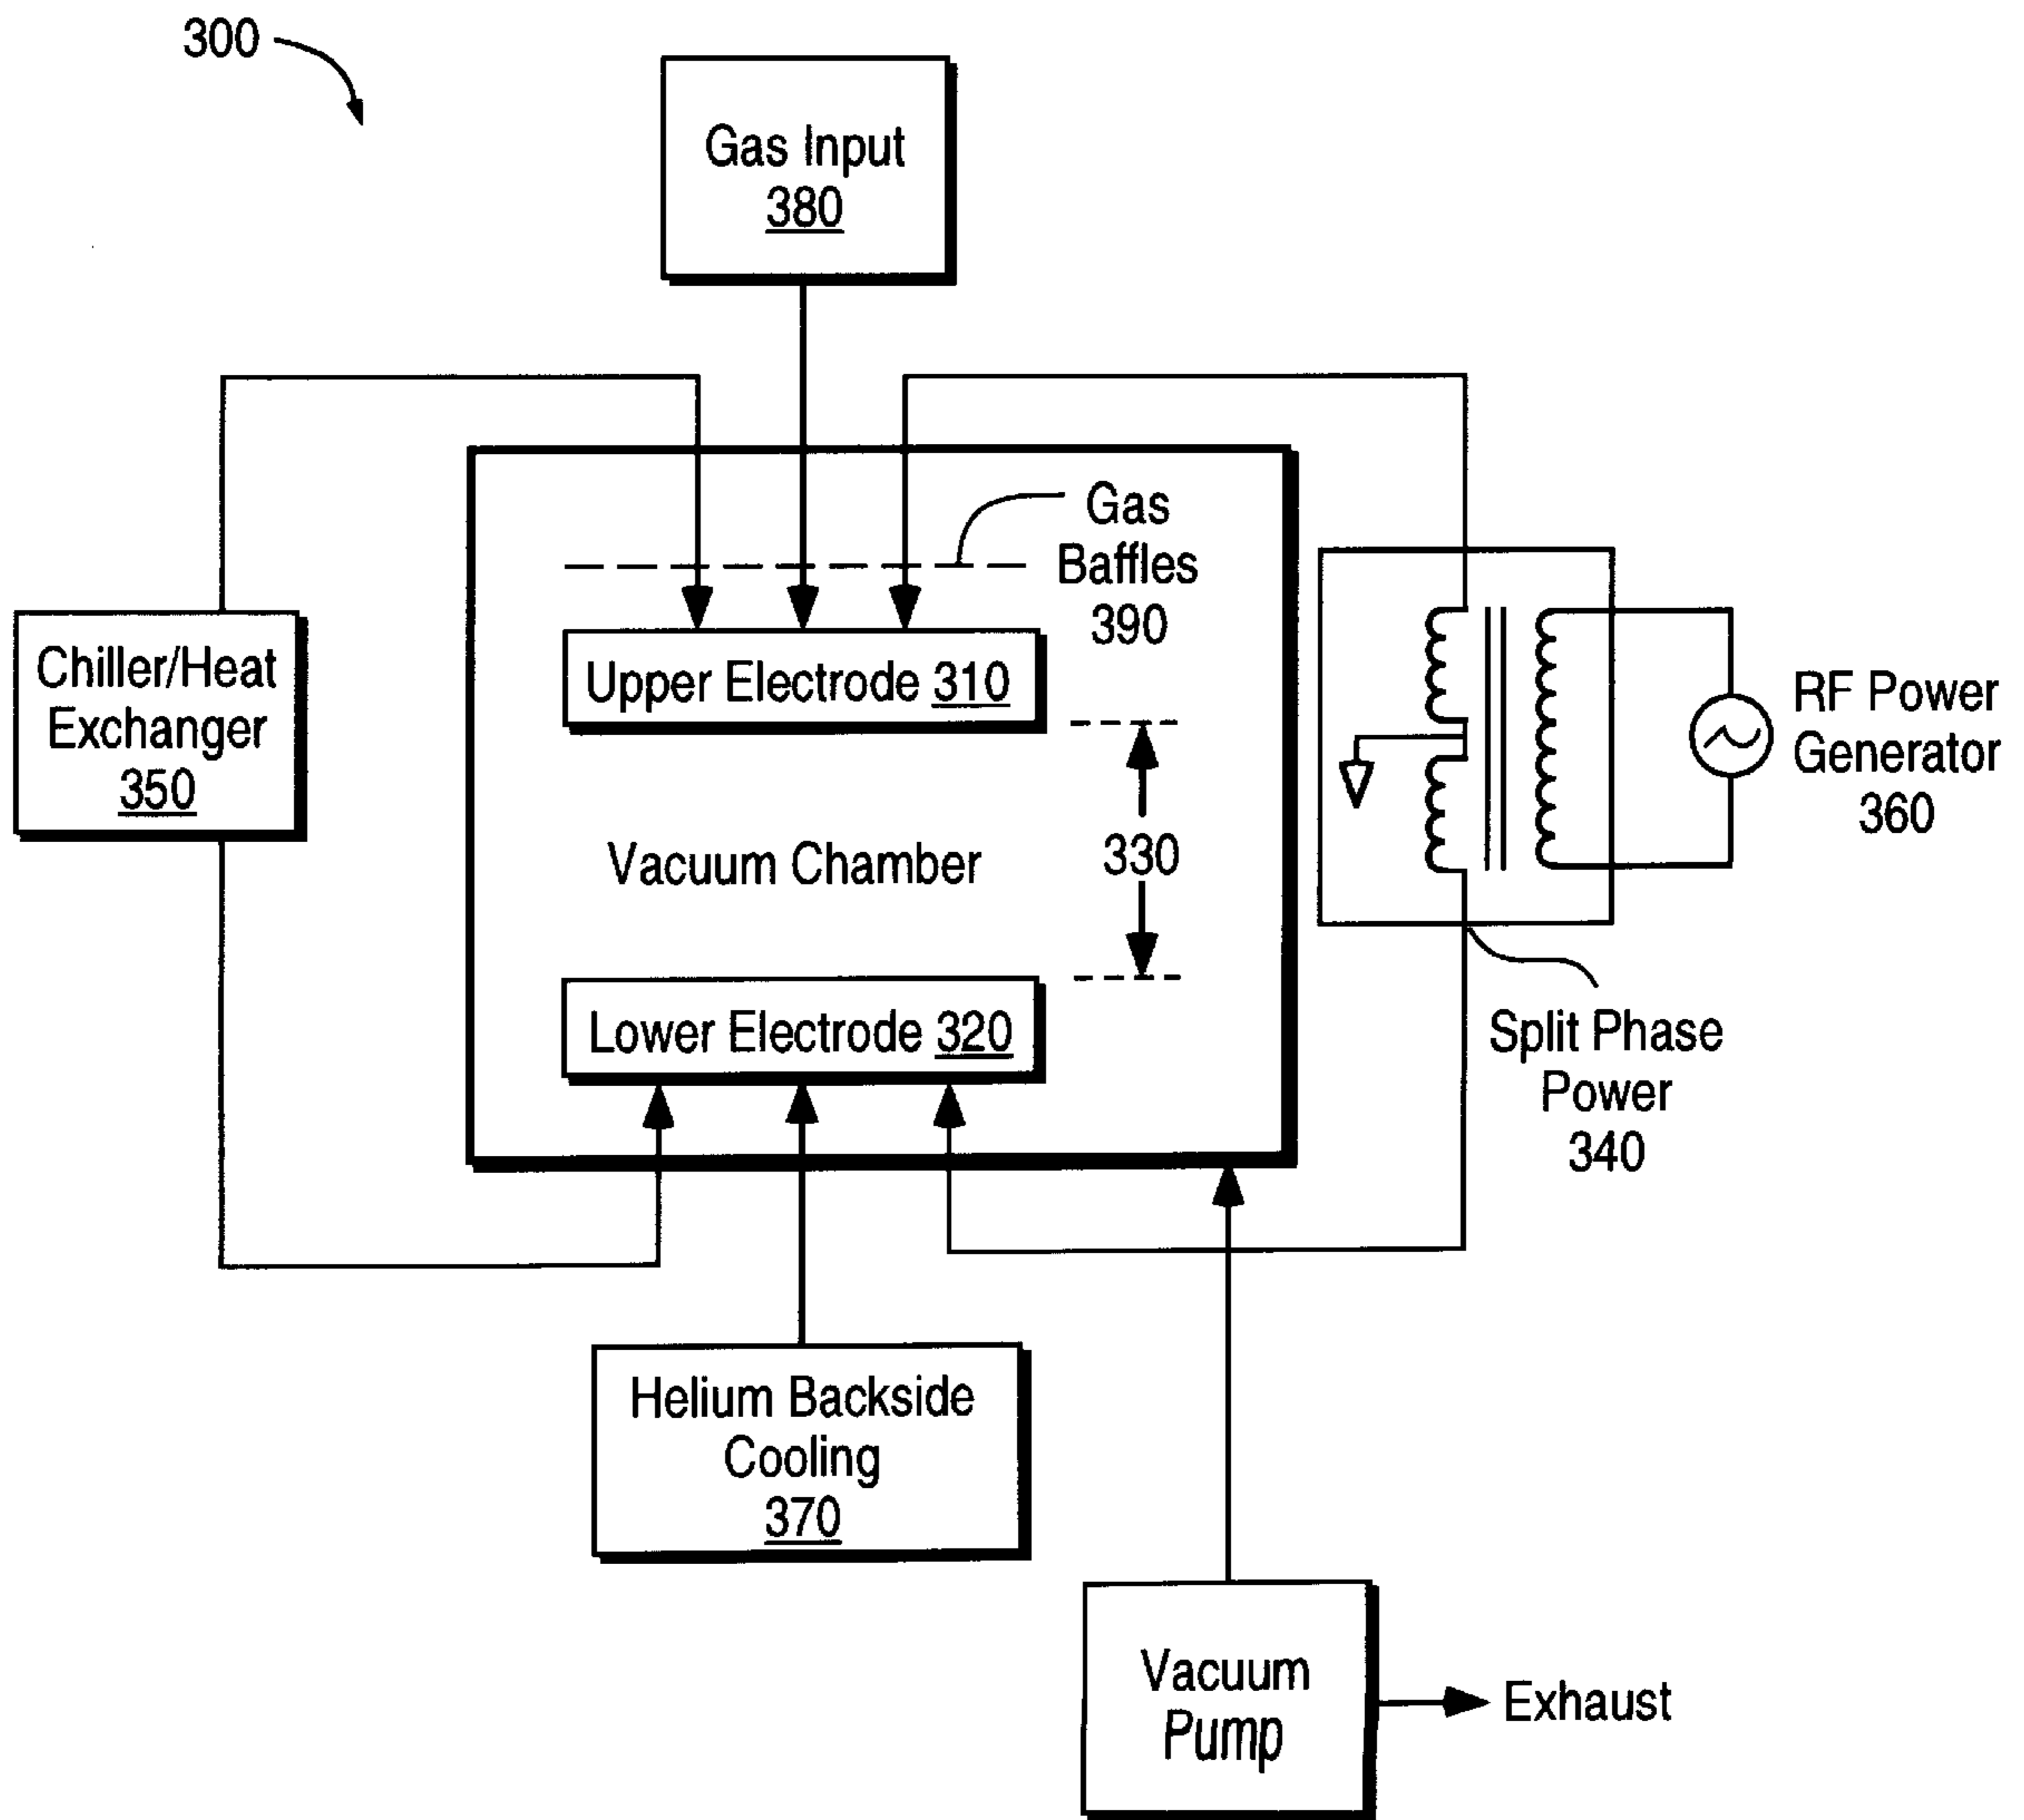 300
Gas Input
380
Gas
Baffles
390
Upper Electrode 310
Chiller/Heat
Exchanger
350
RF Power
Generator
360
330
Vacuum Chamber
Lower Electrode 320
Split Phase
Power
340
Helium Backside
Cooling
370
Vacuum
Pump
Exhaust